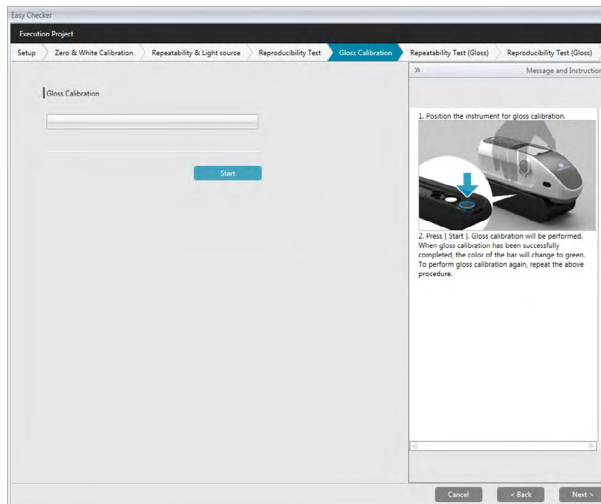 Easy Checker
Execution Project
Setup
Zero & White Calibration
Repeatability & Light source
Reproducibility Test
Gloss Calibration
Repeatability Test (Gloss)
Reproducibility Test (Gloss)
»
Message and Instruction
Gloss Calibration
Start
1. Position the instrument for gloss calibration.
2. Press [ Start ]. Gloss calibration will be performed.
When gloss calibration has been successfully
completed, the color of the bar will change to green.
To perform gloss calibration again, repeat the above
procedure.
Cancel
< Back
Next >